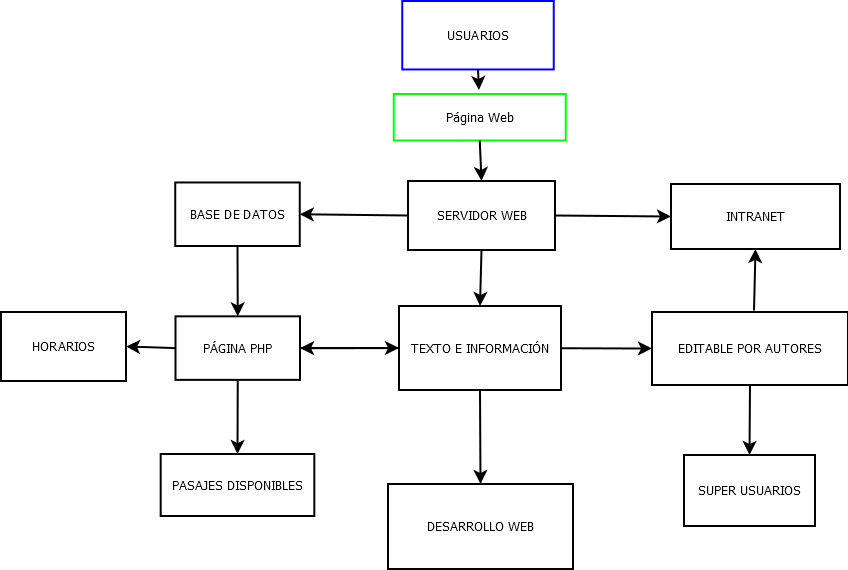 USUARIOS
Página Web
BASE DE DATOS
SERVIDOR WEB
INTRANET
HORARIOS
PÁGINA PHP
TEXTO E INFORMACIÓN
EDITABLE POR AUTORES
PASAJES DISPONIBLES
DESARROLLO WEB
SUPER USUARIOS